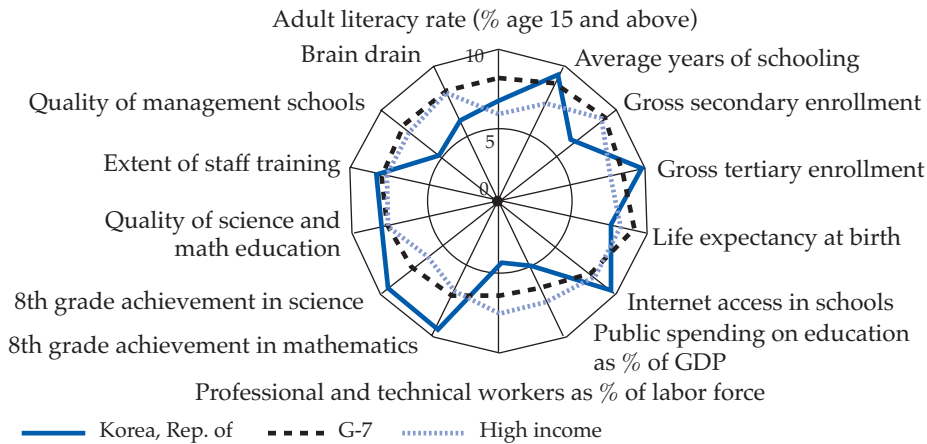 Adult literacy rate (% age 15 and above)
Brain drain
10
Average years of schooling
Quality of management schools
Gross secondary enrollment
5
Extent of staff training
Gross tertiary enrollment
0
Quality of science and
math education
Life expectancy at birth
8th grade achievement in science
Internet access in schools
8th grade achievement in mathematics
Public spending on education
as % of GDP
Professional and technical workers as % of labor force
Korea, Rep. of
G-7
High income